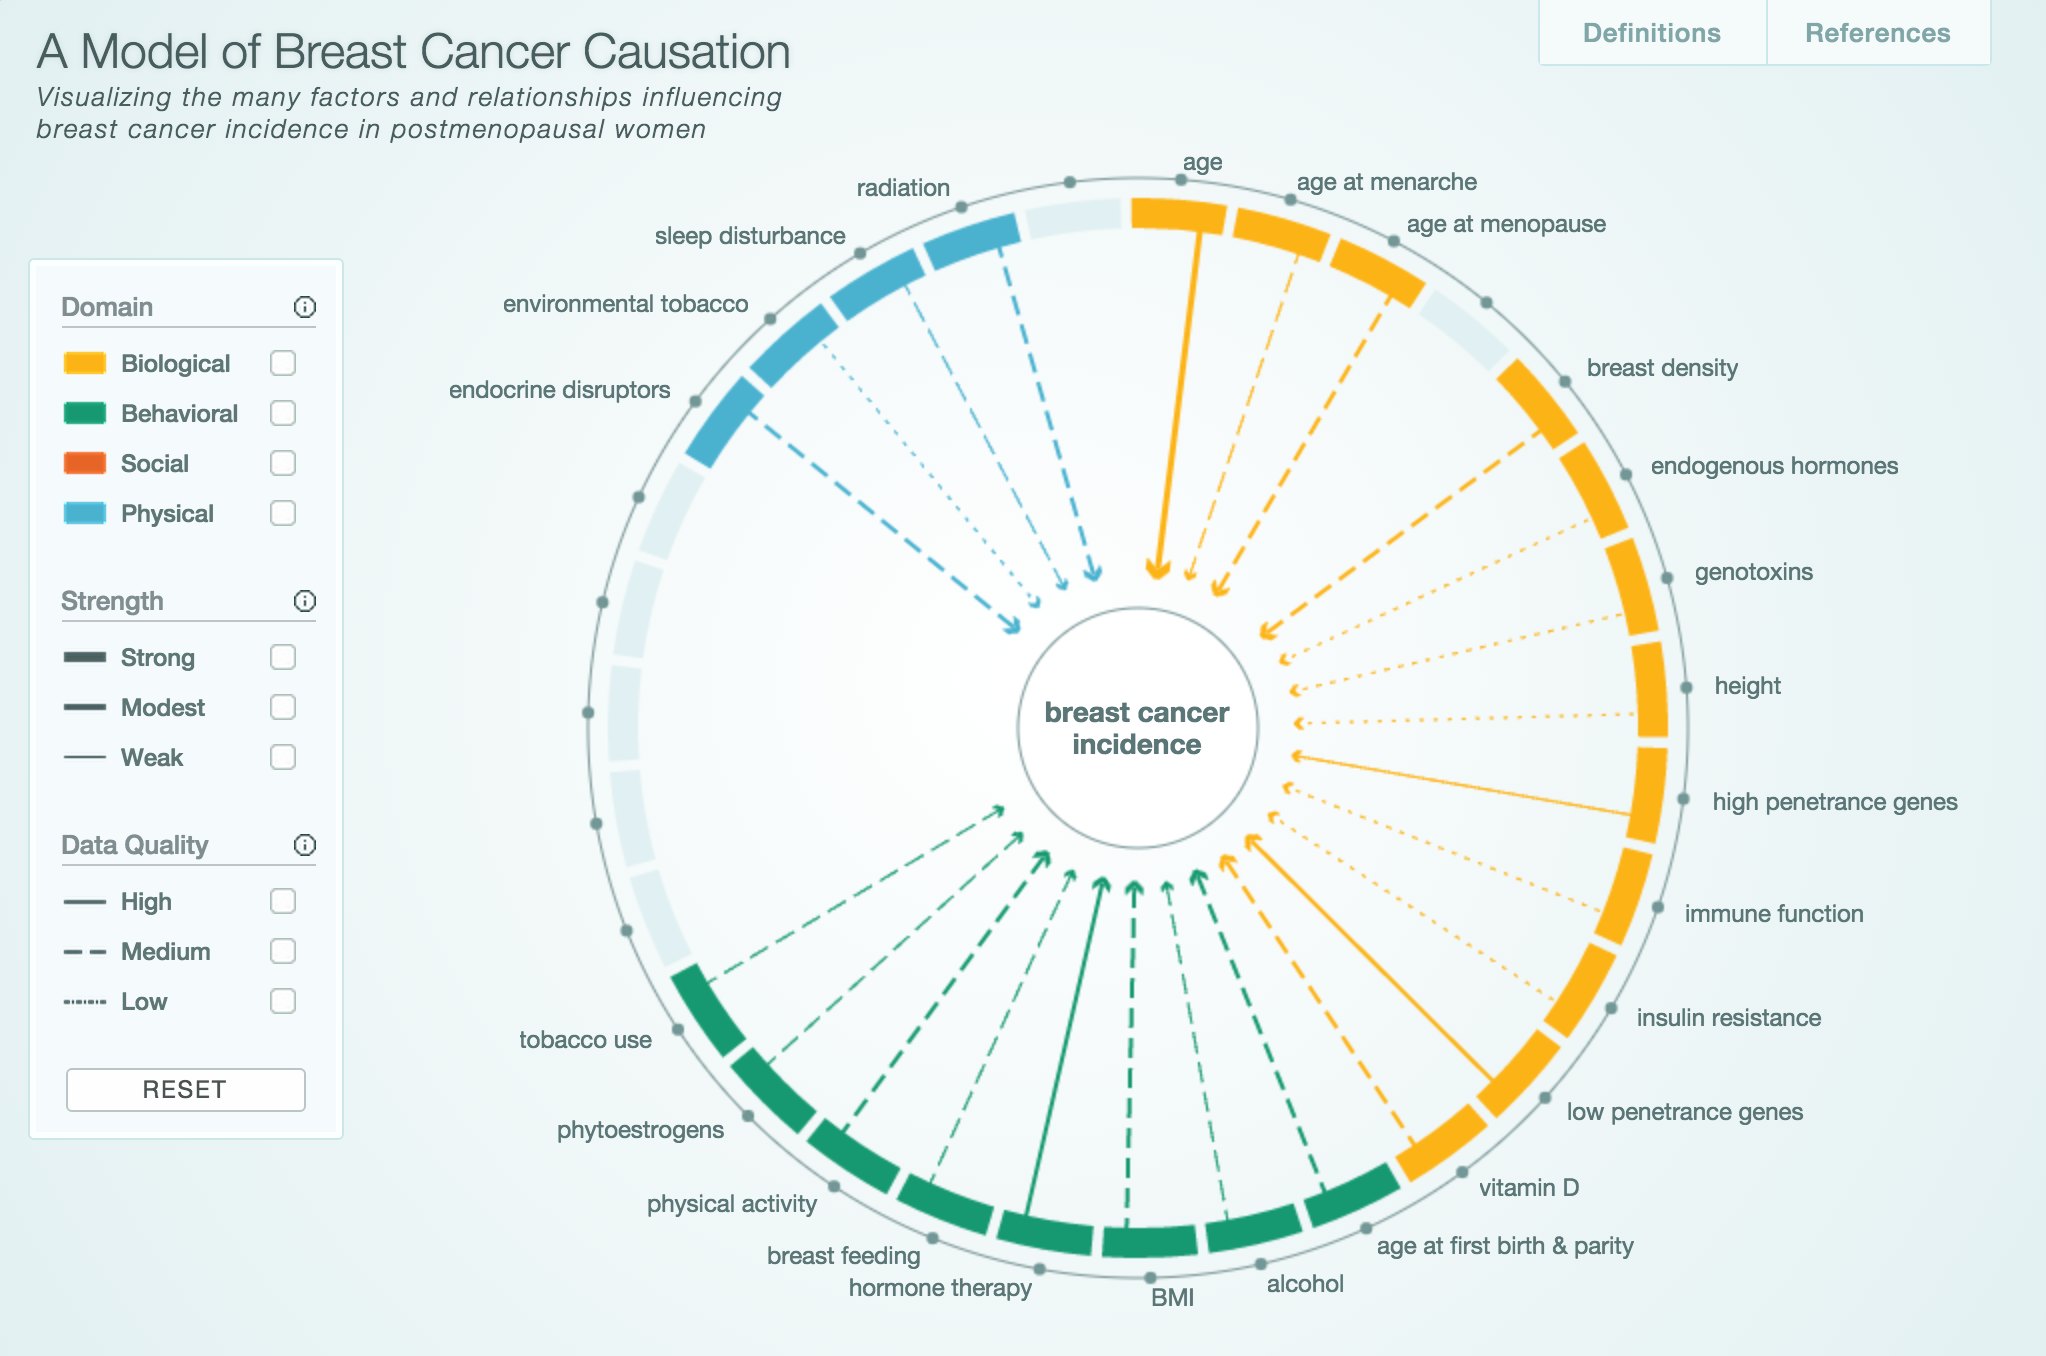 A Model of Breast Cancer Causation
Visualizing the many factors and relationships influencing
breast cancer incidence in postmenopausal women
Definitions
References
Domain
Biological
Behavioral
Social
Physical
Strength
Strong
Modest
Weak
Data Quality
High
Medium
Low
RESET
age
age at menarche
age at menopause
breast density
endogenous hormones
genotoxins
height
high penetrance genes
immune function
insulin resistance
low penetrance genes
vitamin D
age at first birth & parity
alcohol
BMI
hormone therapy
breast feeding
physical activity
phytoestrogens
tobacco use
endocrine disruptors
environmental tobacco
sleep disturbance
radiation
breast cancer
incidence